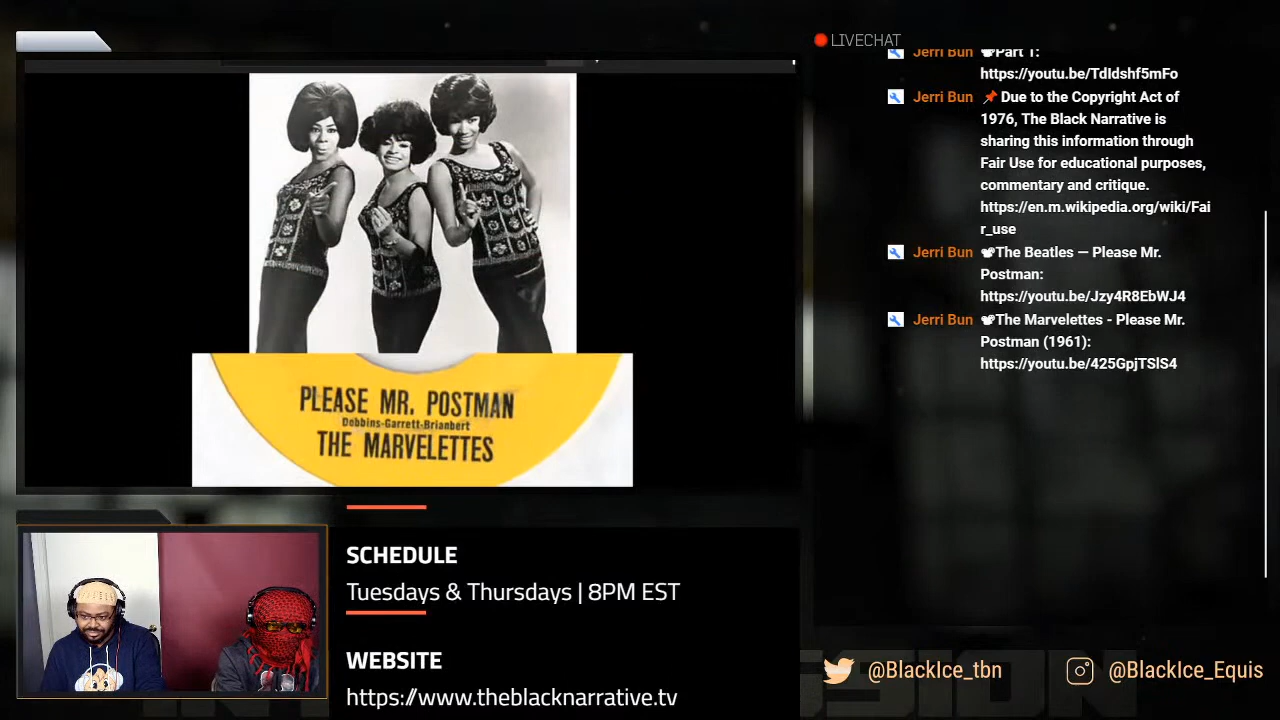 LIVECHAT
Jerri Bun Part 1:
https://youtu.be/TdIdshf5mFo
Jerri Bun 📌 Due to the Copyright Act of
1976, The Black Narrative is
sharing this information through
Fair Use for educational purposes,
commentary and critique.
https://en.m.wikipedia.org/wiki/Fai
r_use
Jerri Bun 📽The Beatles — Please Mr.
Postman:
https://youtu.be/Jzy4R8EbWJ4
Jerri Bun 📽The Marvelettes - Please Mr.
Postman (1961):
https://youtu.be/425GpjTSlS4
PLEASE MR. POSTMAN
Dobbins-Garrett-Brianbert
THE MARVELETTES
SCHEDULE
Tuesdays & Thursdays | 8PM EST
WEBSITE
https://www.theblacknarrative.tv
@BlackIce_tbn
@BlackIce_Equis